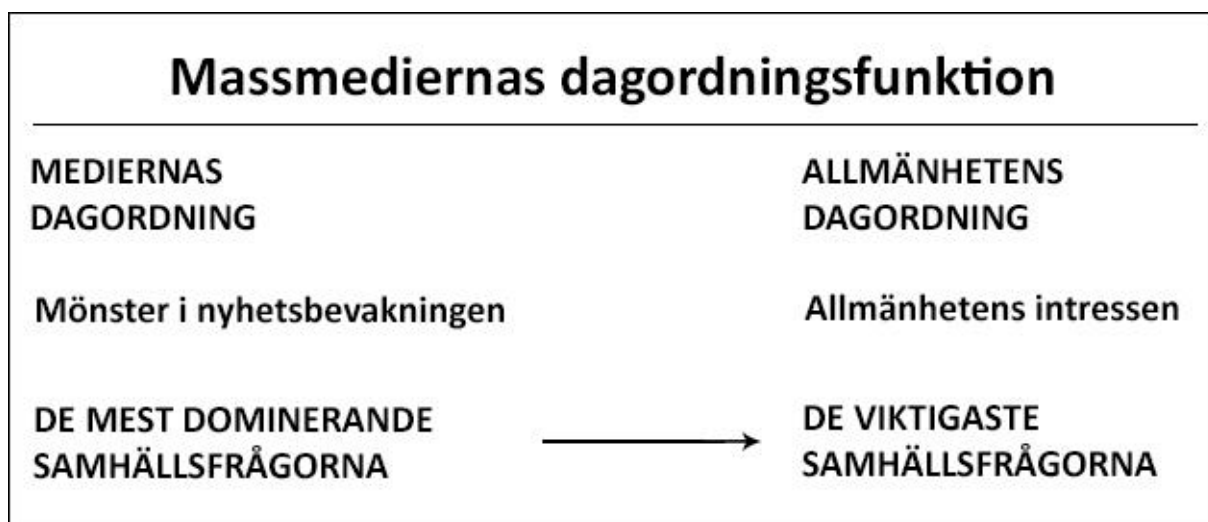 Massmediernas dagordningsfunktion
MEDIERNAS
DAGORDNING
ALLMÄNHETENS
DAGORDNING
Mönster i nyhetsbevakningen
Allmänhetens intressen
DE MEST DOMINERANDE
SAMHÄLLSFRÅGORNA
DE VIKTIGASTE
SAMHÄLLSFRÅGORNA